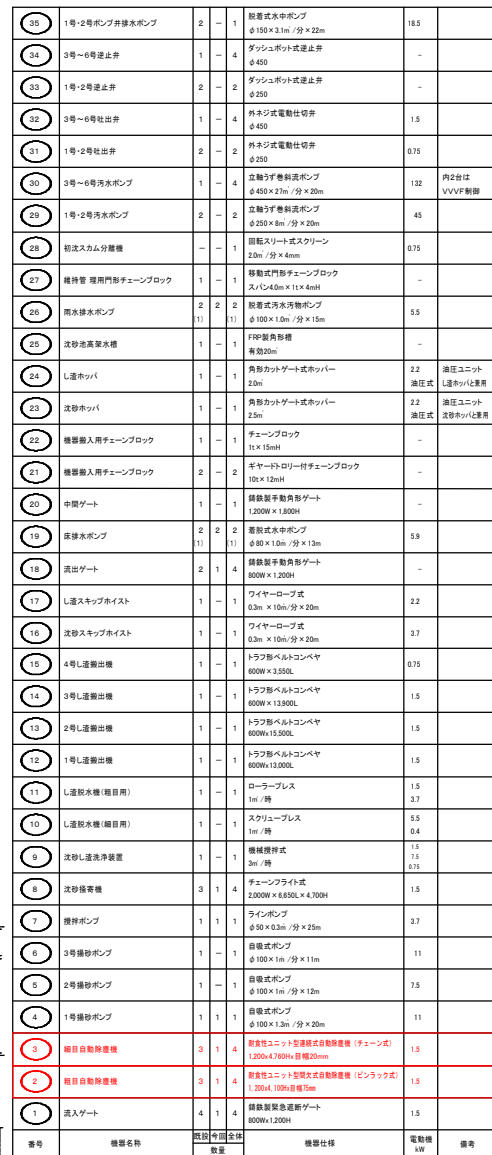 35 1号・2号ポンプ井排水ポンプ 2 － 1 脱着式水中ポンプ 18.5
φ150×3.1㎥/分×22m
34 3号～6号逆止弁 1 － 4 ダッシュポット式逆止弁 －
φ450
33 1号・2号逆止弁 2 － 2 ダッシュポット式逆止弁 －
φ250
32 3号～6号吐出弁 1 － 4 外ネジ式電動仕切弁 1.5
φ450
31 1号・2号吐出弁 2 － 2 外ネジ式電動仕切弁 0.75
φ250
30 3号～6号汚水ポンプ 1 － 4 立軸うず巻斜流ポンプ 132 内2台は
φ450×27㎥/分×20m VVVF制御
29 1号・2号汚水ポンプ 2 － 2 立軸うず巻斜流ポンプ 45
φ250×8㎥/分×20m
28 初沈スカム分離機 － － 1 回転スリート式スクリーン 0.75
2.0㎥/分×4mm
27 維持管 理用門形チェーンブロック 1 － 1 移動式門形チェーンブロック －
スパン4.0m×1t×4mH
26 雨水排水ポンプ 2 2 2 脱着式汚水汚物ポンプ 5.5
(1) (1) φ100×1.0㎥/分×15m
25 沈砂池高架水槽 1 － 1 FRP製角形槽 －
有効20㎥
24 し渣ホッパ 1 － 1 角形カットゲート式ホッパー 2.2 油圧ユニット
2.0㎥ 油圧式 し渣ホッパと兼用
23 沈砂ホッパ 1 － 1 角形カットゲート式ホッパー 2.2 油圧ユニット
2.5㎥ 油圧式 沈砂ホッパと兼用
22 機器搬入用チェーンブロック 1 － 1 チェーンブロック －
1t×15mH
21 機器搬入用チェーンブロック 2 － 2 ギヤードトロリー付チェーンブロック －
10t×12mH
20 中間ゲート 1 － 1 鋳鉄製手動角形ゲート －
1,200W×1,800H
19 床排水ポンプ 2 2 2 着脱式水中ポンプ 5.9
(1) (1) φ80×1.0㎥/分×13m
18 流出ゲート 2 1 4 鋳鉄製手動角形ゲート －
800W×1,200H
17 し渣スキップホイスト 1 － 1 ワイヤーロープ式 2.2
0.3m ×10m/分×20m
16 沈砂スキップホイスト 1 － 1 ワイヤーロープ式 3.7
0.3m ×10m/分×20m
15 4号し渣搬出機 1 － 1 トラフ形ベルトコンベヤ 0.75
600W×3,550L
14 3号し渣搬出機 1 － 1 トラフ形ベルトコンベヤ 1.5
600W×13,900L
13 2号し渣搬出機 1 － 1 トラフ形ベルトコンベヤ 1.5
600Wx15,500L
12 1号し渣搬出機 1 － 1 トラフ形ベルトコンベヤ 1.5
600Wx13,000L
11 し渣脱水機(粗目用) 1 － 1 ローラープレス 1.5
1㎥/時 3.7
10 し渣脱水機(細目用) 1 － 1 スクリュープレス 5.5
1㎥/時 0.4
9 沈砂し渣洗浄装置 1 － 1 機械撹拌式 1.5
3㎥/時 7.5
0.75
8 沈砂掻寄機 3 1 4 チェーンフライト式 1.5
2,000W×6,650L×4,700H
7 撹拌ポンプ 1 1 1 ラインポンプ 3.7
φ50×0.3㎥/分×25m
6 3号揚砂ポンプ 1 － 1 自吸式ポンプ 11
φ100×1㎥/分×11m
5 2号揚砂ポンプ 1 － 1 自吸式ポンプ 7.5
φ100×1㎥/分×12m
4 1号揚砂ポンプ 1 1 1 自吸式ポンプ 11
φ100×1.3㎥/分×20m
3 細目自動除塵機 3 1 4 耐食性ユニット型連続式自動除塵機（チェーン式） 1.5
1,200x4,760Hx目幅20mm
2 粗目自動除塵機 3 1 4 耐食性ユニット型間欠式自動除塵機（ピンラック式） 1.5
1,200x4,100Hx目幅75mm
1 流入ゲート 4 1 4 鋳鉄製緊急遮断ゲート 1.5
800Wx1,200H
番号 機器名称 既設 今回 全体 機器仕様 電動機 備考
数量 kW